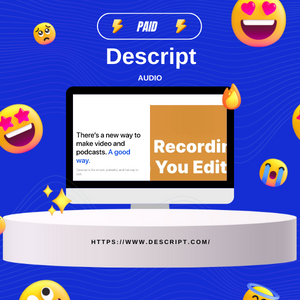 PAID
Descript
AUDIO
There's a new way to
make video and
podcasts. A good
way.
Recordin
You Edit
HTTPS://WWW.DESCRIPT.COM/